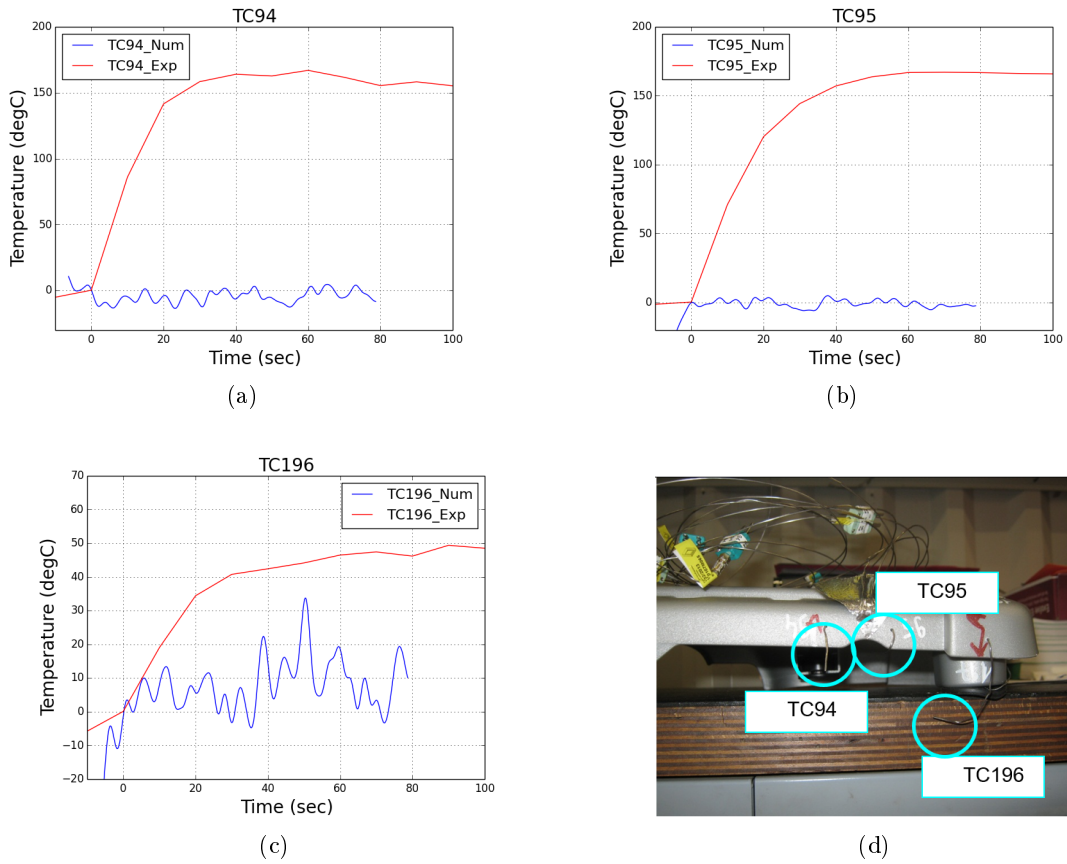 TC94
TC94_Num
TC94_Exp
Temperature (degC)
200
150
100
50
0
0 20 40 60 80 100
Time (sec)
(a)
TC95
TC95_Num
TC95_Exp
Temperature (degC)
200
150
100
50
0
0 20 40 60 80 100
Time (sec)
(b)
TC196
TC196_Num
TC196_Exp
Temperature (degC)
70
60
50
40
30
20
10
0
−10
−20
0 20 40 60 80 100
Time (sec)
(c)
TC95
TC94
TC196
(d)